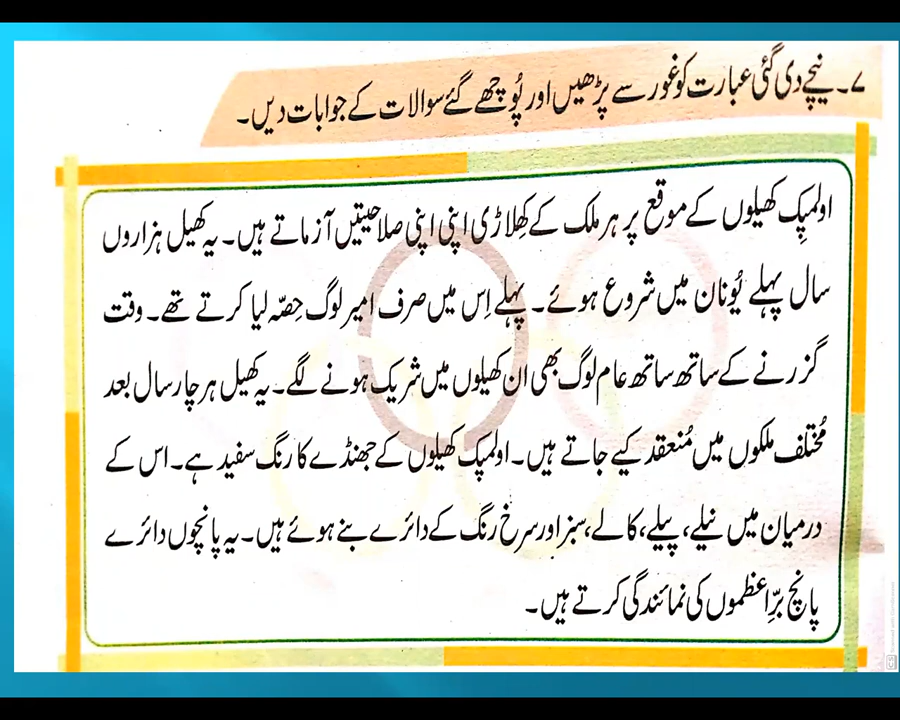 ۷۔ نیچے دی گئی عبارت کو غور سے پڑھیں اور پُوچھے گئے سوالات کے جوابات دیں۔
اولمپِک کھیلوں کے موقع پر ہر ملک کے کِھلاڑی اپنی اپنی صلاحیتیں آزماتے ہیں۔ یہ کھیل ہزاروں
سال پہلے یُونان میں شروع ہوئے۔ پہلے اِس میں صرف امیر لوگ حِصّہ لیا کرتے تھے۔ وقت
گزرنے کے ساتھ ساتھ عام لوگ بھی ان کھیلوں میں شریک ہونے لگے۔ یہ کھیل ہر چار سال بعد
مُختلف ملکوں میں مُنعقد کیے جاتے ہیں۔ اولمپک کھیلوں کے جھنڈے کا رنگ سفید ہے۔ اس کے
درمیان میں نیلے، پیلے، کالے، سبز اور سرخ رنگ کے دائرے بنے ہوئے ہیں۔ یہ پانچوں دائرے
پانچ برِّاعظموں کی نمائندگی کرتے ہیں۔